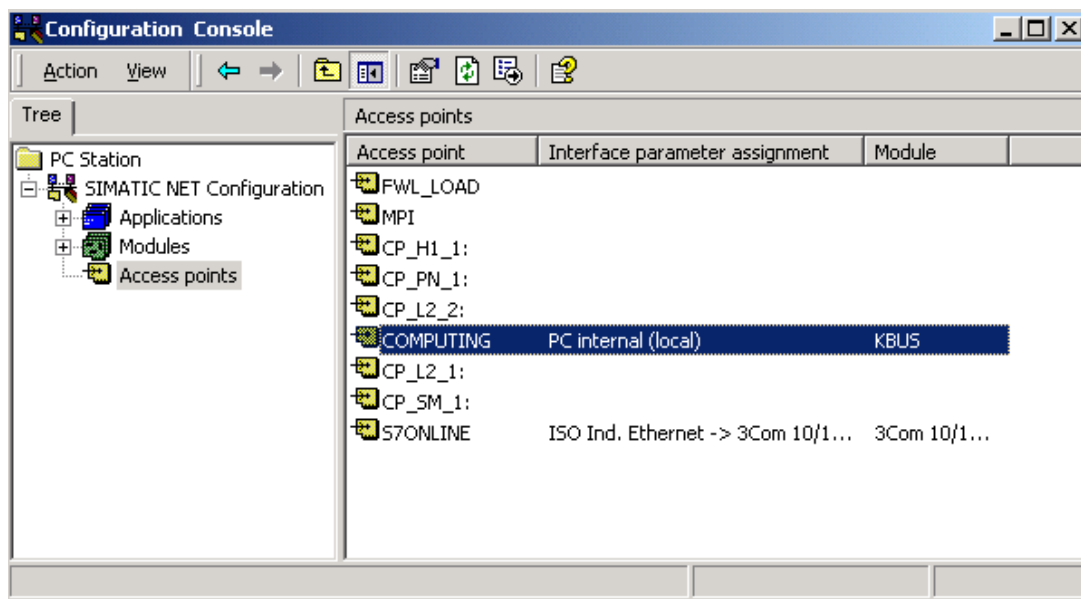 Configuration Console
Action View
Tree
Access points
PC Station
SIMATIC NET Configuration
Applications
Modules
Access points
Access point Interface parameter assignment Module
FWL_LOAD
MPI
CP_H1_1:
CP_PN_1:
CP_L2_2:
COMPUTING PC internal (local) KBUS
CP_L2_1:
CP_SM_1:
S7ONLINE ISO Ind. Ethernet -> 3Com 10/1... 3Com 10/1...